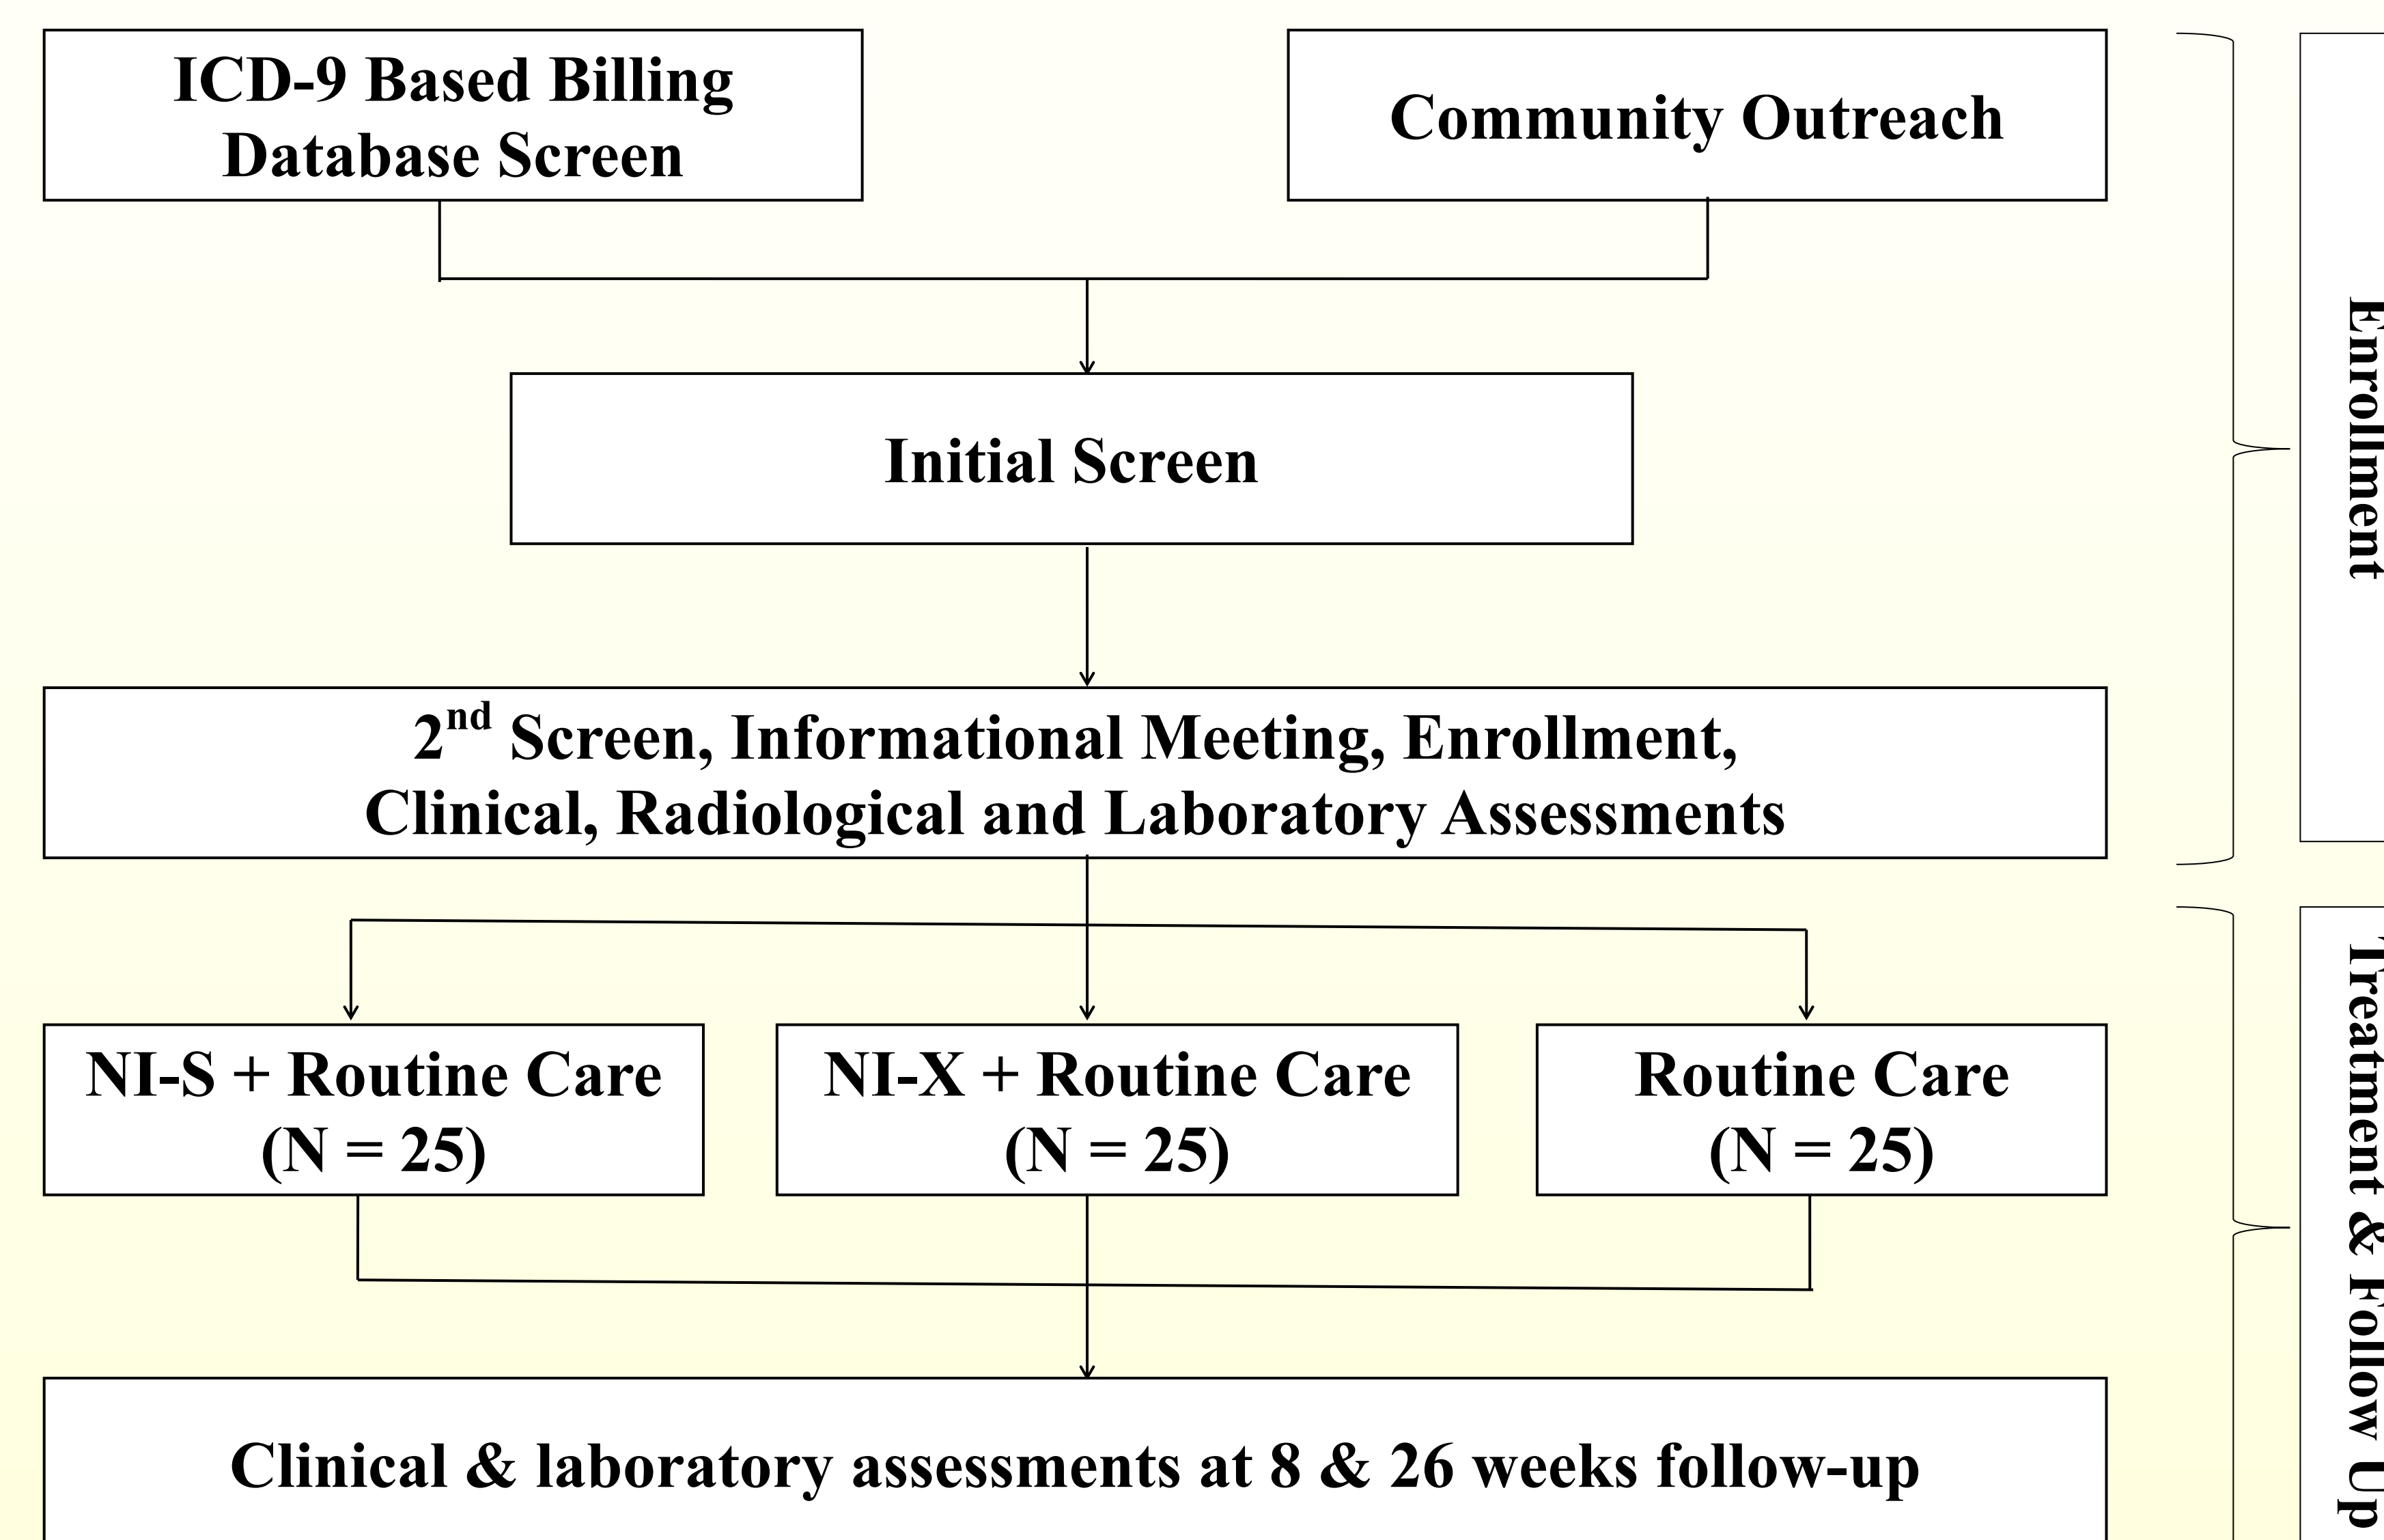 ICD-9 Based Billing
Database Screen
Community Outreach
Initial Screen
2nd Screen, Informational Meeting, Enrollment,
Clinical, Radiological and Laboratory Assessments
Enrollment
NI-S + Routine Care
(N = 25)
NI-X + Routine Care
(N = 25)
Routine Care
(N = 25)
Clinical & laboratory assessments at 8 & 26 weeks follow-up
Treatment & Follow Up